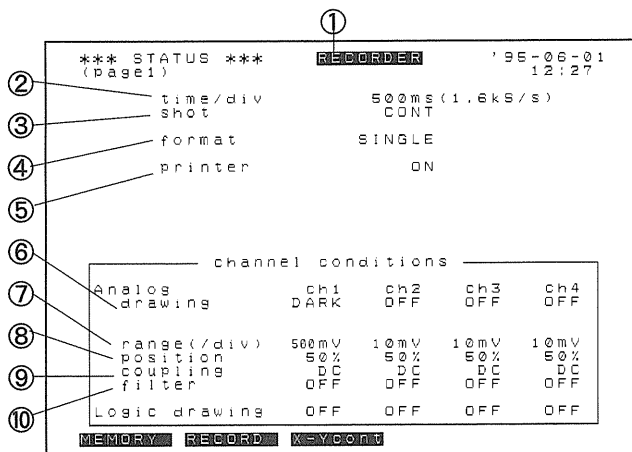 ①
*** STATUS *** RECORDER '95-06-01
(page1) 12:27
② time/div 500ms(1.6kS/s)
③ shot CONT
④ format SINGLE
⑤ printer ON
channel conditions
⑥ Analog ch1 ch2 ch3 ch4
drawing DARK OFF OFF OFF
⑦ range(/div) 500mV 10mV 10mV 10mV
⑧ position 50% 50% 50% 50%
⑨ coupling DC DC DC DC
⑩ filter OFF OFF OFF OFF
Logic drawing OFF OFF OFF OFF
MEMORY RECORD X-Ycont